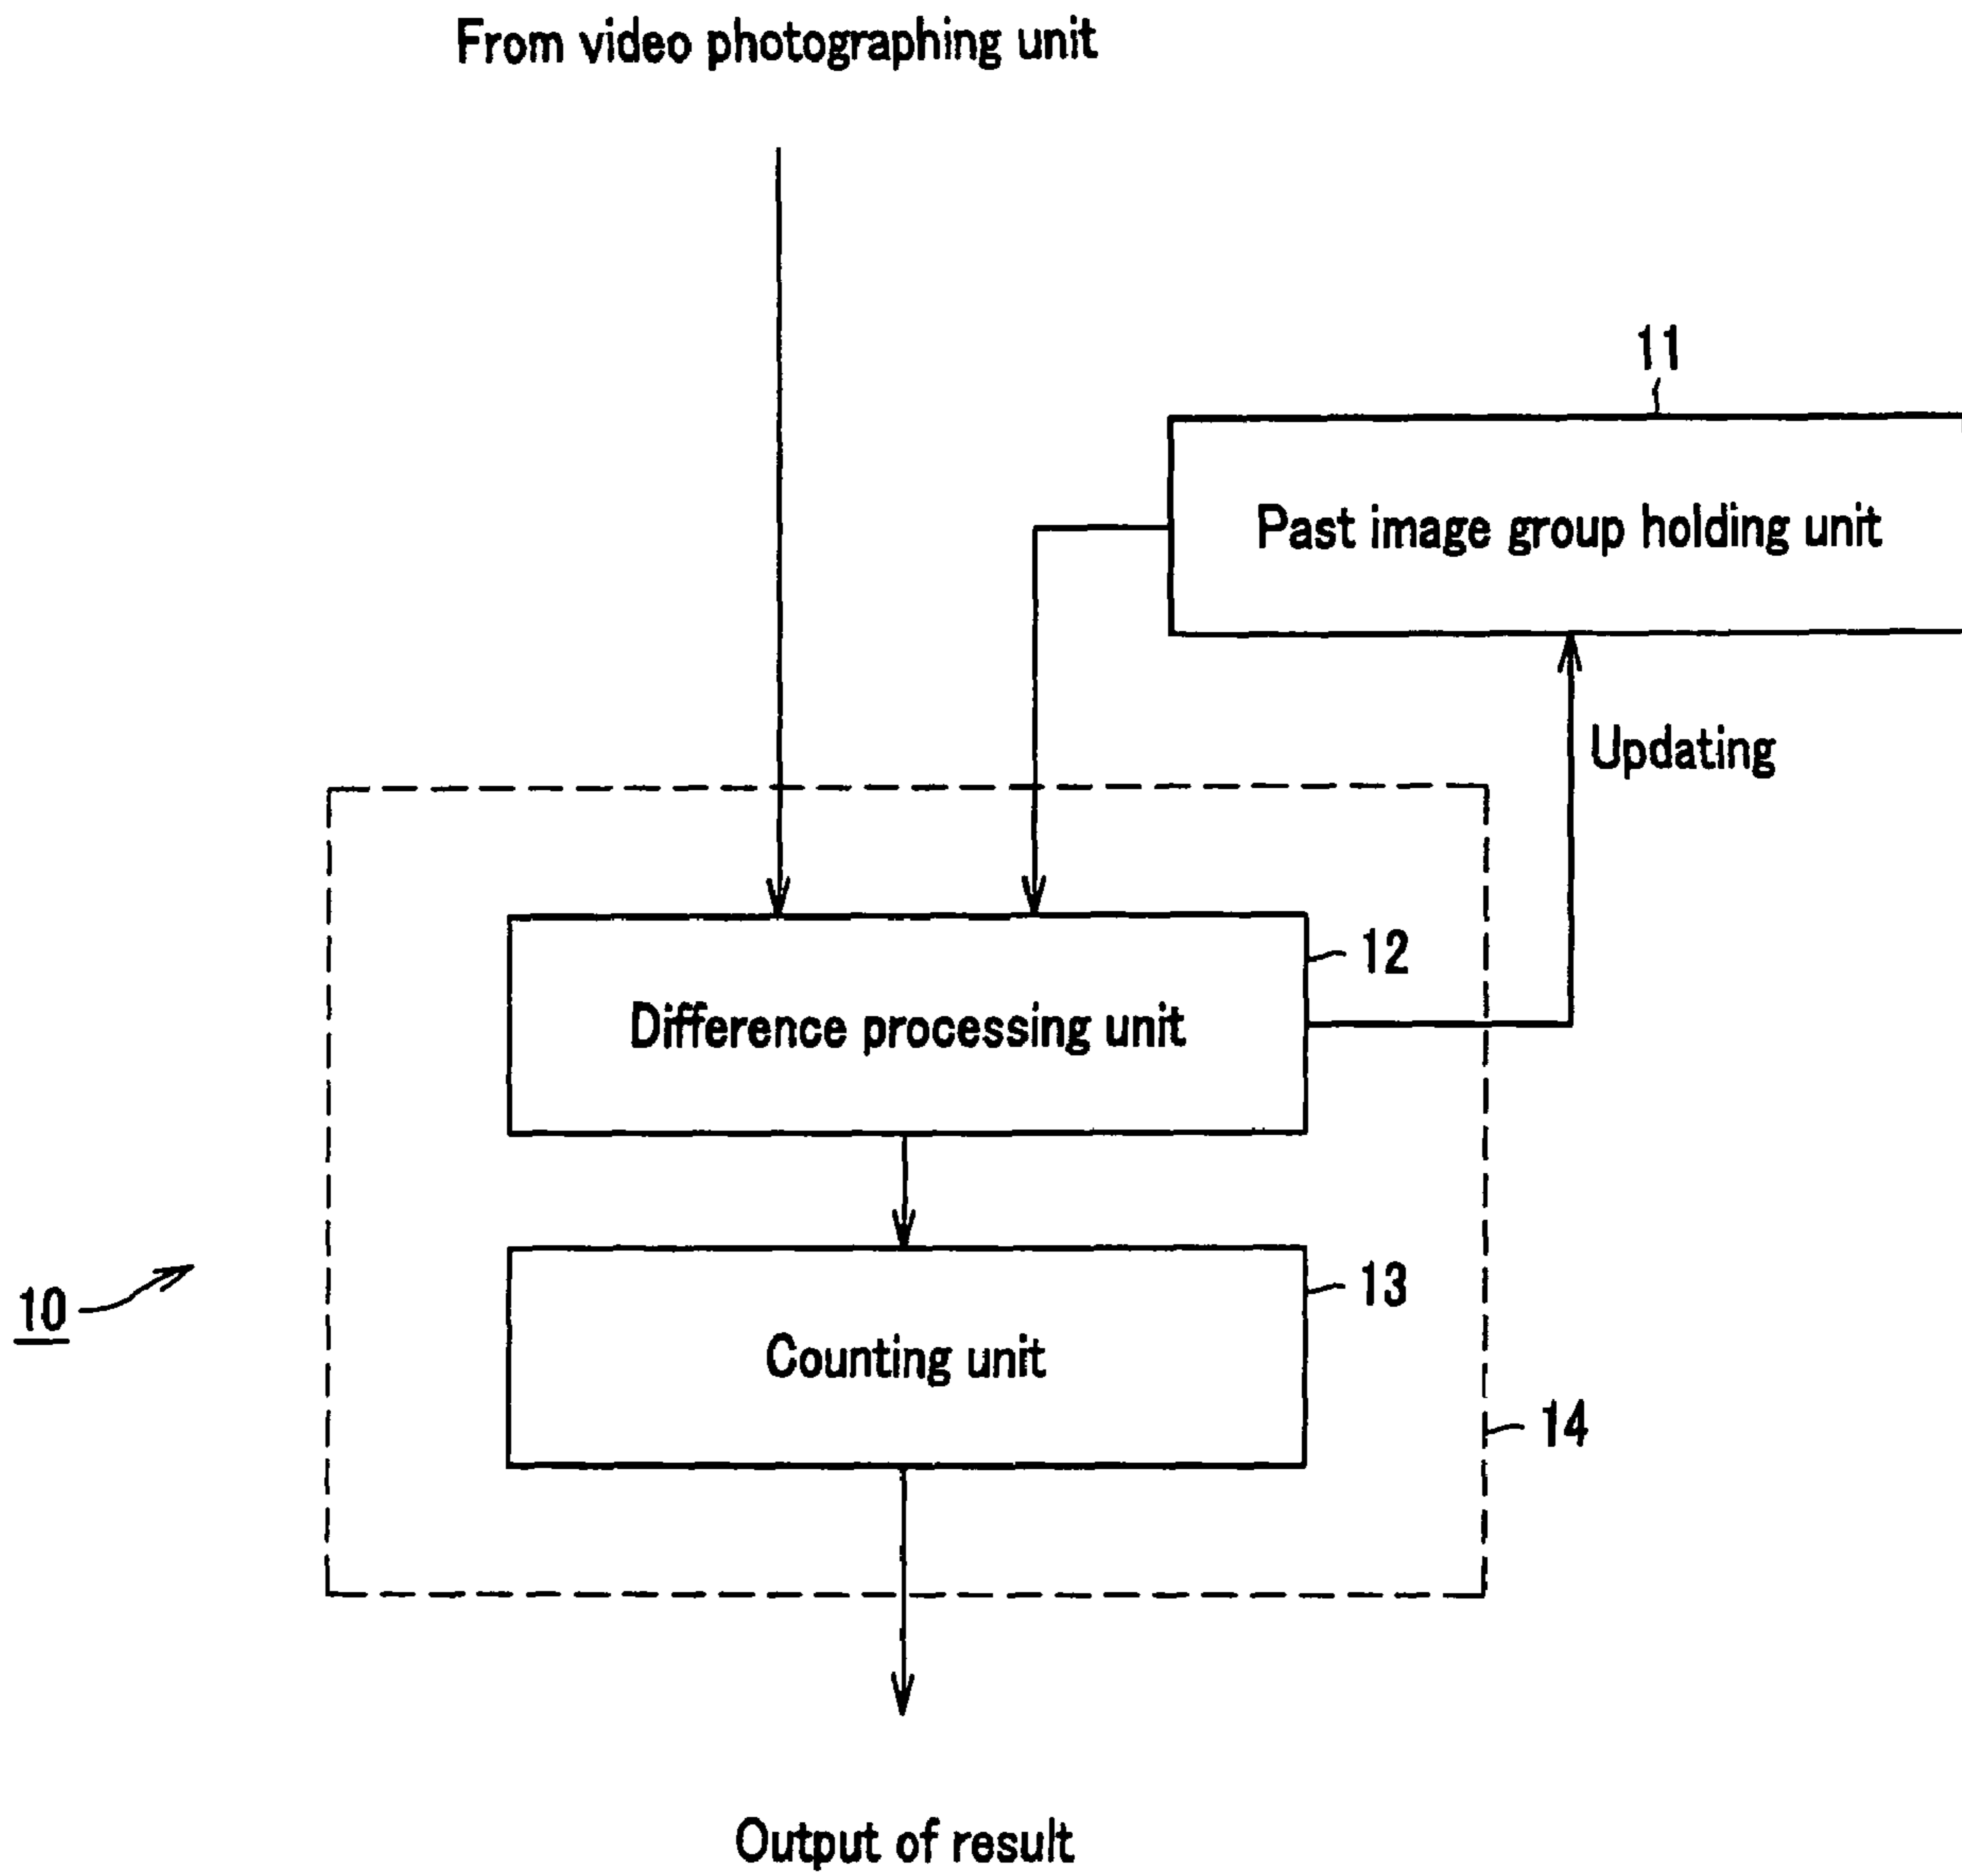 From video photographing unit
11
Past image group holding unit
Updating
12
Difference processing unit
13
10
Counting unit
14
Output of result